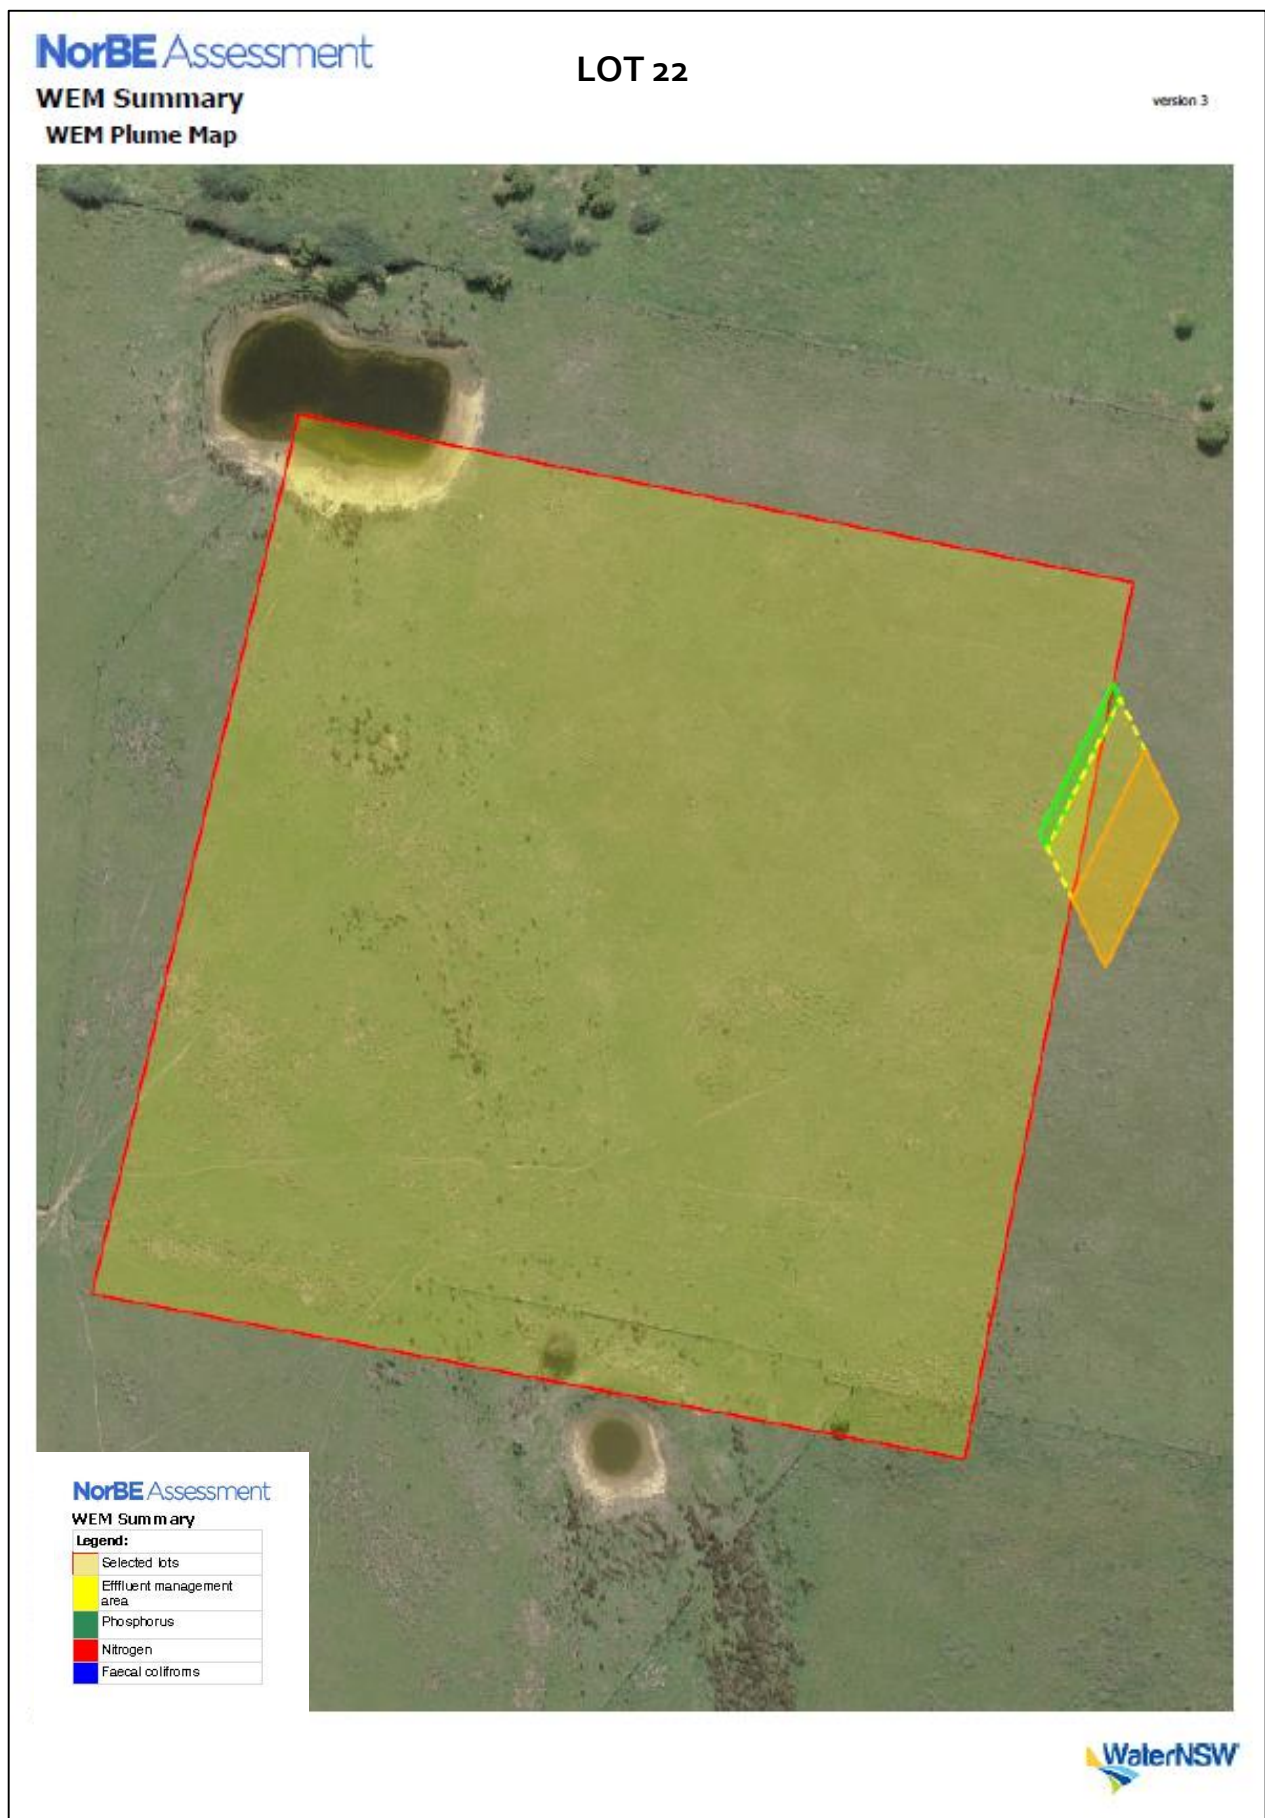 NorBE Assessment
LOT 22
WEM Summary
version 3
WEM Plume Map
NorBE Assessment
WEM Summary
Legend:
Selected lots
Efffluent management
area
Phosphorus
Nitrogen
Faecal colifroms
WaterNSW